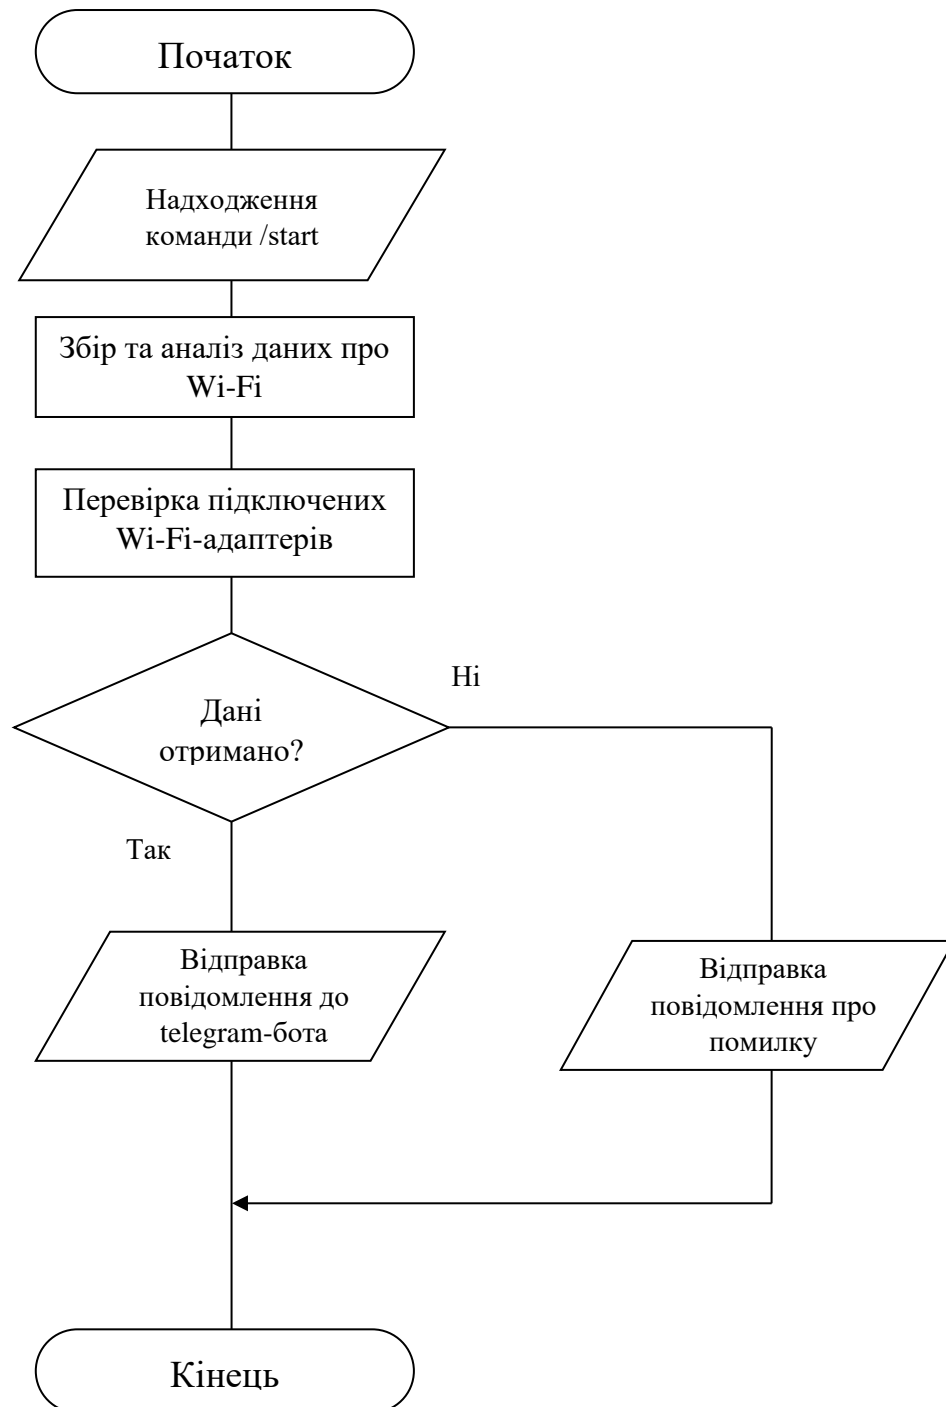 Початок
Надходження
команди /start
Збір та аналіз даних про
Wi-Fi
Перевірка підключених
Wi-Fi-адаптерів
Ні
Дані
отримано?
Так
Відправка
повідомлення до
telegram-бота
Відправка
повідомлення про
помилку
Кінець